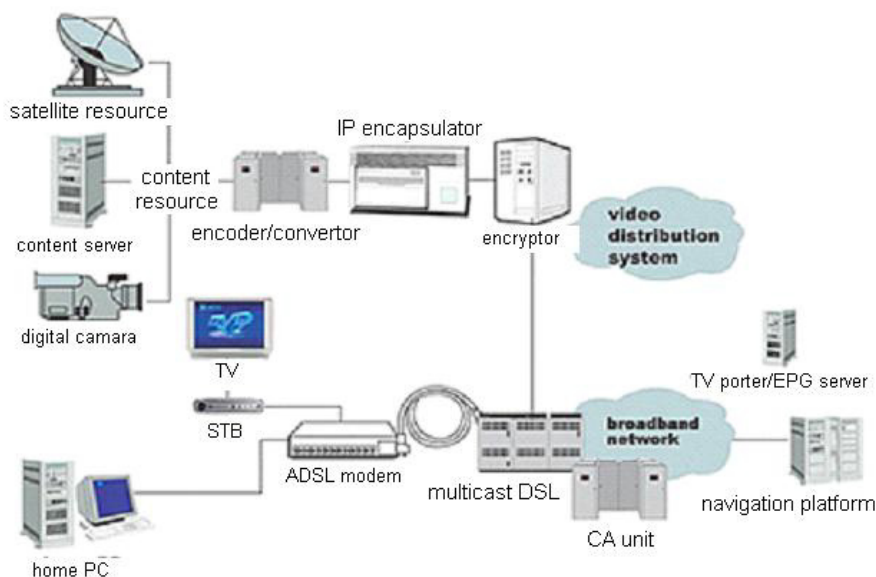 satellite resource
IP encapsulator
content
resource
content server
encoder/convertor
encryptor
video
distribution
system
digital camara
TV
TV porter/EPG server
STB
broadband
network
ADSL modem
multicast DSL
navigation platform
CA unit
home PC